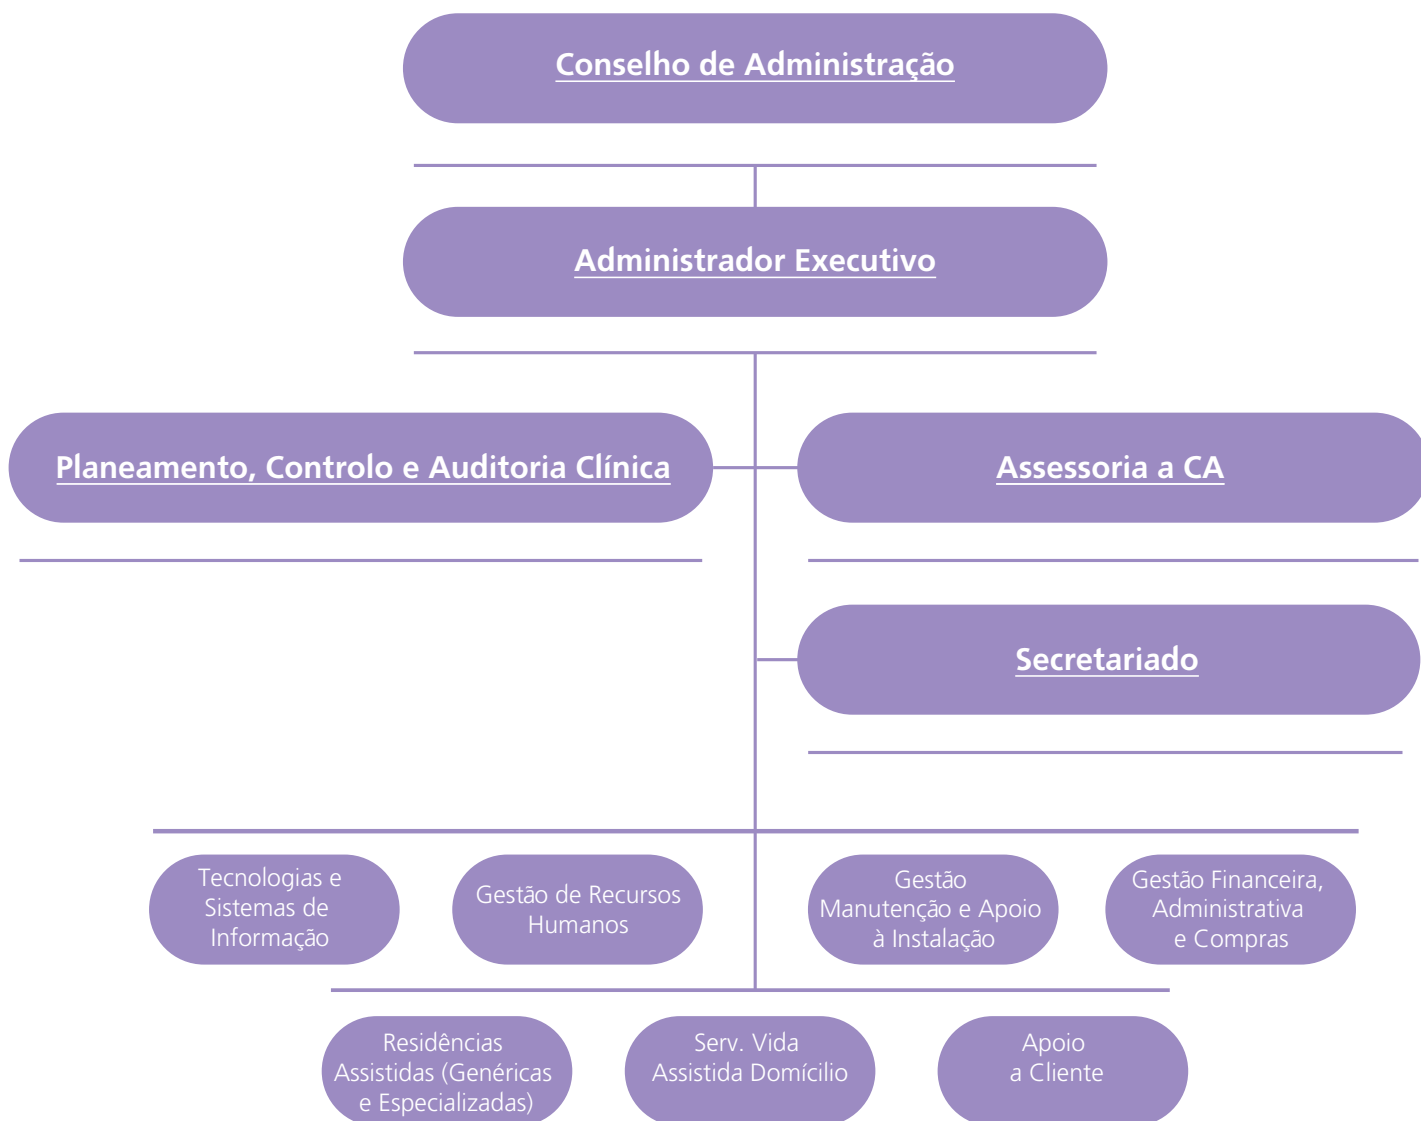 Conselho de Administração
Administrador Executivo
Planeamento, Controlo e Auditoria Clínica
Assessoria a CA
Secretariado
Tecnologias e
Sistemas de
Informação
Gestão de Recursos
Humanos
Gestão
Manutenção e Apoio
à Instalação
Gestão Financeira,
Administrativa
e Compras
Residências
Assistidas (Genéricas
e Especializadas)
Serv. Vida
Assistida Domícilio
Apoio
a Cliente